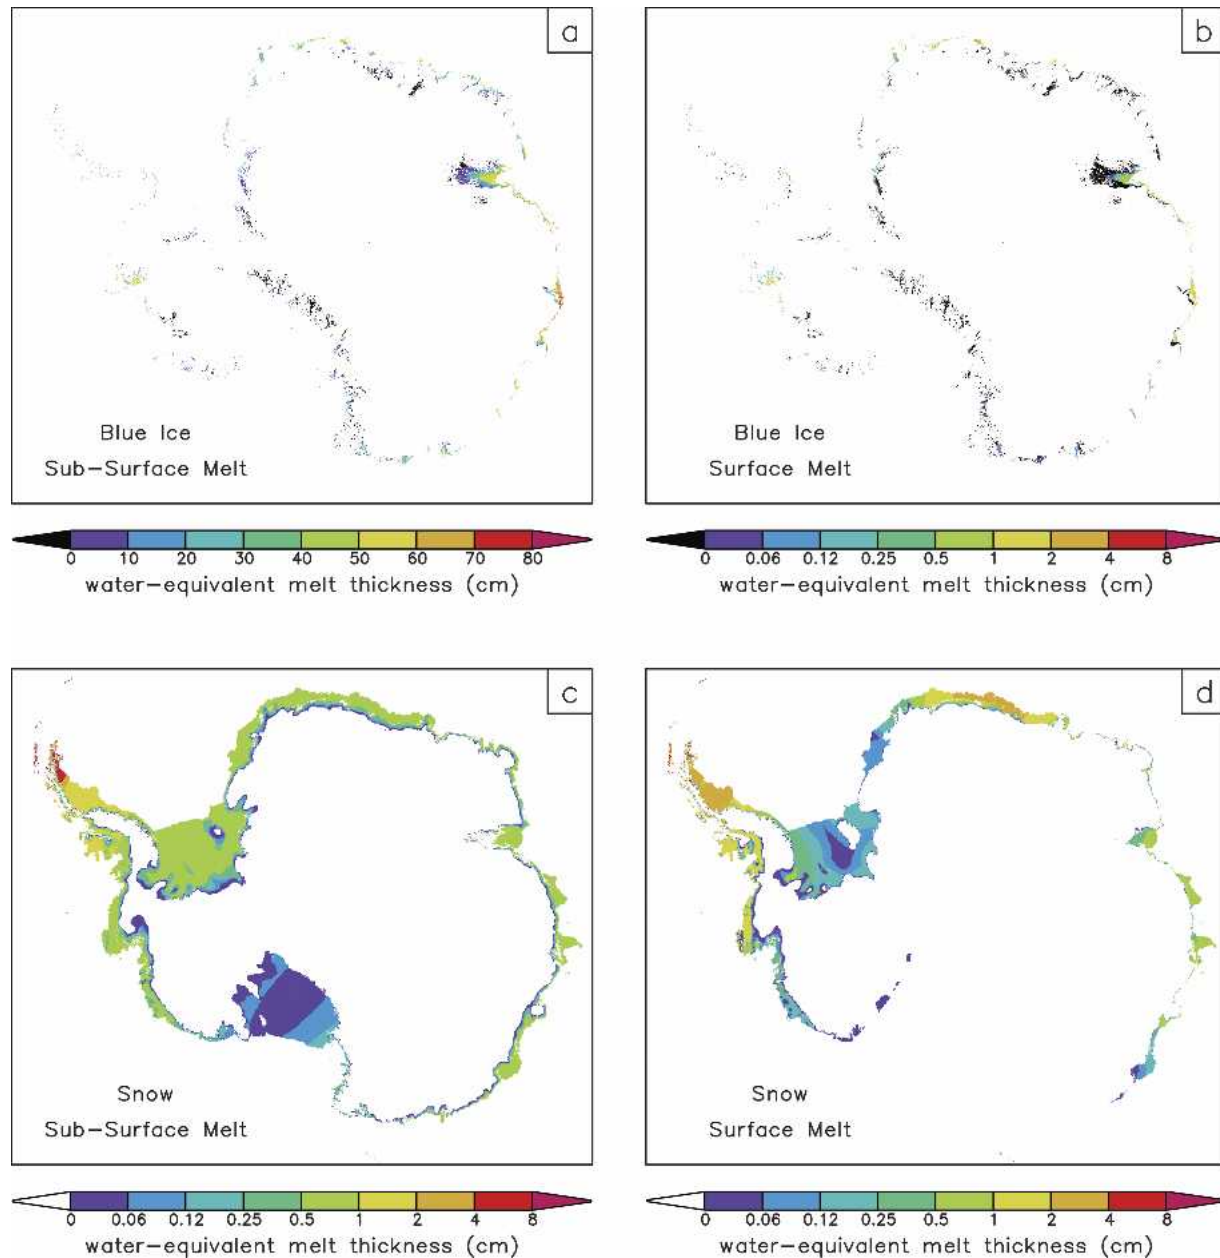 a
b
Blue Ice
Sub-Surface Melt
Blue Ice
Surface Melt
0 10 20 30 40 50 60 70 80
water-equivalent melt thickness (cm)
0 0.06 0.12 0.25 0.5 1 2 4 8
water-equivalent melt thickness (cm)
c
d
Snow
Sub-Surface Melt
Snow
Surface Melt
0 0.06 0.12 0.25 0.5 1 2 4 8
water-equivalent melt thickness (cm)
0 0.06 0.12 0.25 0.5 1 2 4 8
water-equivalent melt thickness (cm)